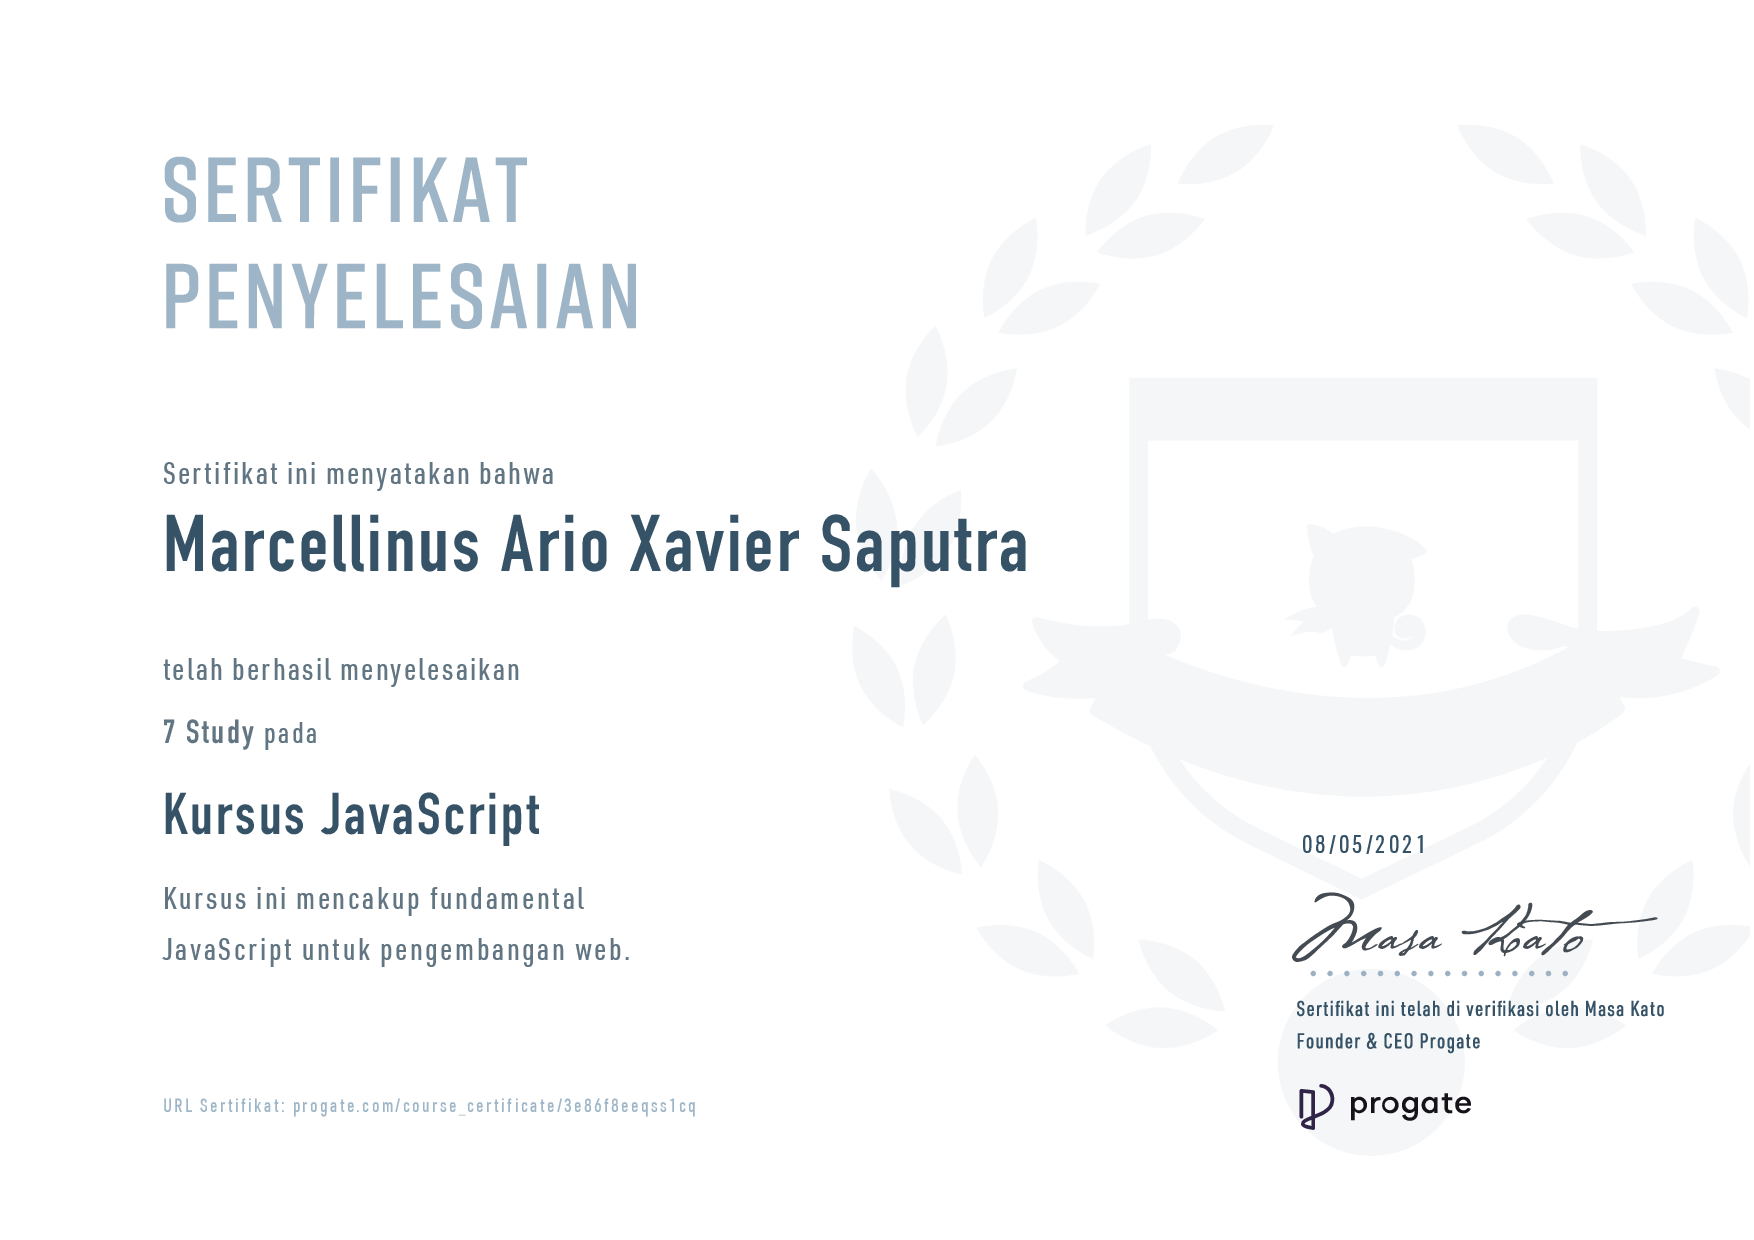 SERTIFIKAT
PENYELESAIAN
Sertifikat ini menyatakan bahwa
Marcellinus Ario Xavier Saputra
telah berhasil menyelesaikan
7 Study pada
Kursus JavaScript
Kursus ini mencakup fundamental
JavaScript untuk pengembangan web.
08/05/2021
Masa Kato
Sertifikat ini telah di verifikasi oleh Masa Kato
Founder & CEO Progate
URL Sertifikat: progate.com/course_certificate/3e86f8eeqss1cq
progate